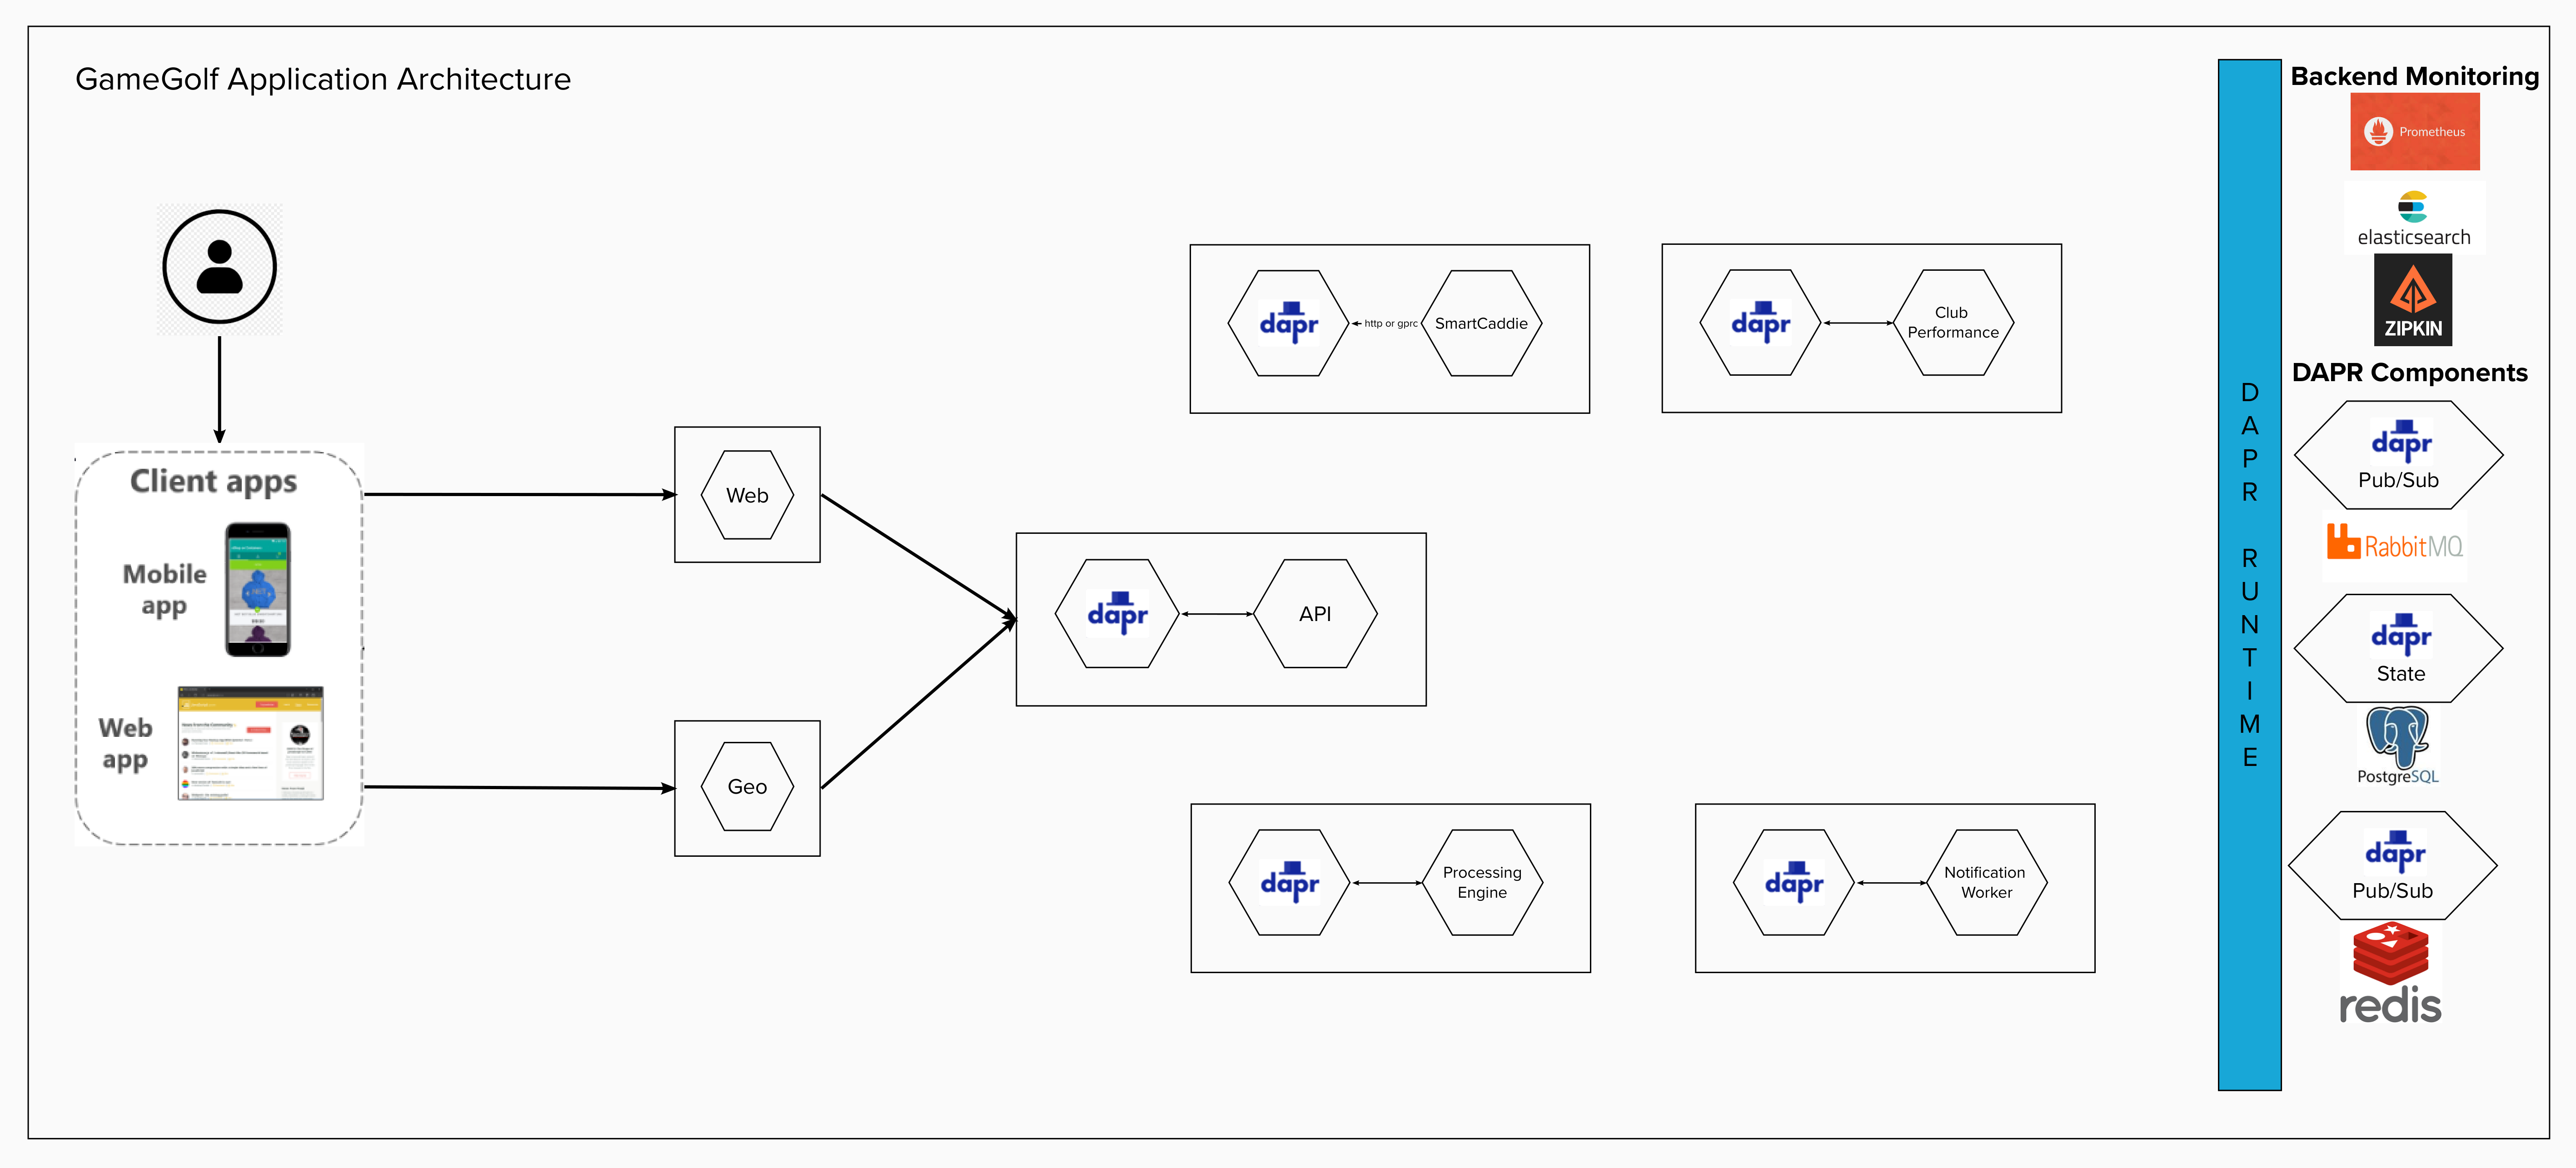 GameGolf Application Architecture
Client apps
Mobile
app
Web
app
Web
Geo
dapr
API
dapr
http or gprc
SmartCaddie
dapr
Club
Performance
dapr
Processing
Engine
dapr
Notification
Worker
D
A
P
R
R
U
N
T
I
M
E
Backend Monitoring
Prometheus
elasticsearch
ZIPKIN
DAPR Components
dapr
Pub/Sub
RabbitMQ
dapr
State
PostgreSQL
dapr
Pub/Sub
redis